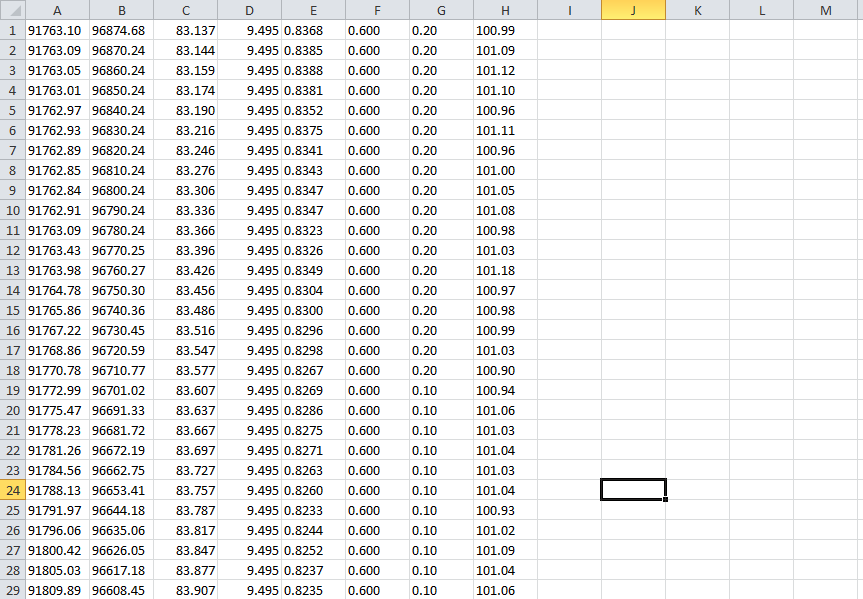 A B C D E F G H I J K L M
1 91763.10 96874.68 83.137 9.495 0.8368 0.600 0.20 100.99
2 91763.09 96870.24 83.144 9.495 0.8385 0.600 0.20 101.09
3 91763.05 96860.24 83.159 9.495 0.8388 0.600 0.20 101.12
4 91763.01 96850.24 83.174 9.495 0.8381 0.600 0.20 101.10
5 91762.97 96840.24 83.190 9.495 0.8352 0.600 0.20 100.96
6 91762.93 96830.24 83.216 9.495 0.8375 0.600 0.20 101.11
7 91762.89 96820.24 83.246 9.495 0.8341 0.600 0.20 100.96
8 91762.85 96810.24 83.276 9.495 0.8343 0.600 0.20 101.00
9 91762.84 96800.24 83.306 9.495 0.8347 0.600 0.20 101.05
10 91762.91 96790.24 83.336 9.495 0.8347 0.600 0.20 101.08
11 91763.09 96780.24 83.366 9.495 0.8323 0.600 0.20 100.98
12 91763.43 96770.25 83.396 9.495 0.8326 0.600 0.20 101.03
13 91763.98 96760.27 83.426 9.495 0.8349 0.600 0.20 101.18
14 91764.78 96750.30 83.456 9.495 0.8304 0.600 0.20 100.97
15 91765.86 96740.36 83.486 9.495 0.8300 0.600 0.20 100.98
16 91767.22 96730.45 83.516 9.495 0.8296 0.600 0.20 100.99
17 91768.86 96720.59 83.547 9.495 0.8298 0.600 0.20 101.03
18 91770.78 96710.77 83.577 9.495 0.8267 0.600 0.20 100.90
19 91772.99 96701.02 83.607 9.495 0.8269 0.600 0.10 100.94
20 91775.47 96691.33 83.637 9.495 0.8286 0.600 0.10 101.06
21 91778.23 96681.72 83.667 9.495 0.8275 0.600 0.10 101.03
22 91781.26 96672.19 83.697 9.495 0.8271 0.600 0.10 101.04
23 91784.56 96662.75 83.727 9.495 0.8263 0.600 0.10 101.03
24 91788.13 96653.41 83.757 9.495 0.8260 0.600 0.10 101.04
25 91791.97 96644.18 83.787 9.495 0.8233 0.600 0.10 100.93
26 91796.06 96635.06 83.817 9.495 0.8244 0.600 0.10 101.02
27 91800.42 96626.05 83.847 9.495 0.8252 0.600 0.10 101.09
28 91805.03 96617.18 83.877 9.495 0.8237 0.600 0.10 101.04
29 91809.89 96608.45 83.907 9.495 0.8235 0.600 0.10 101.06